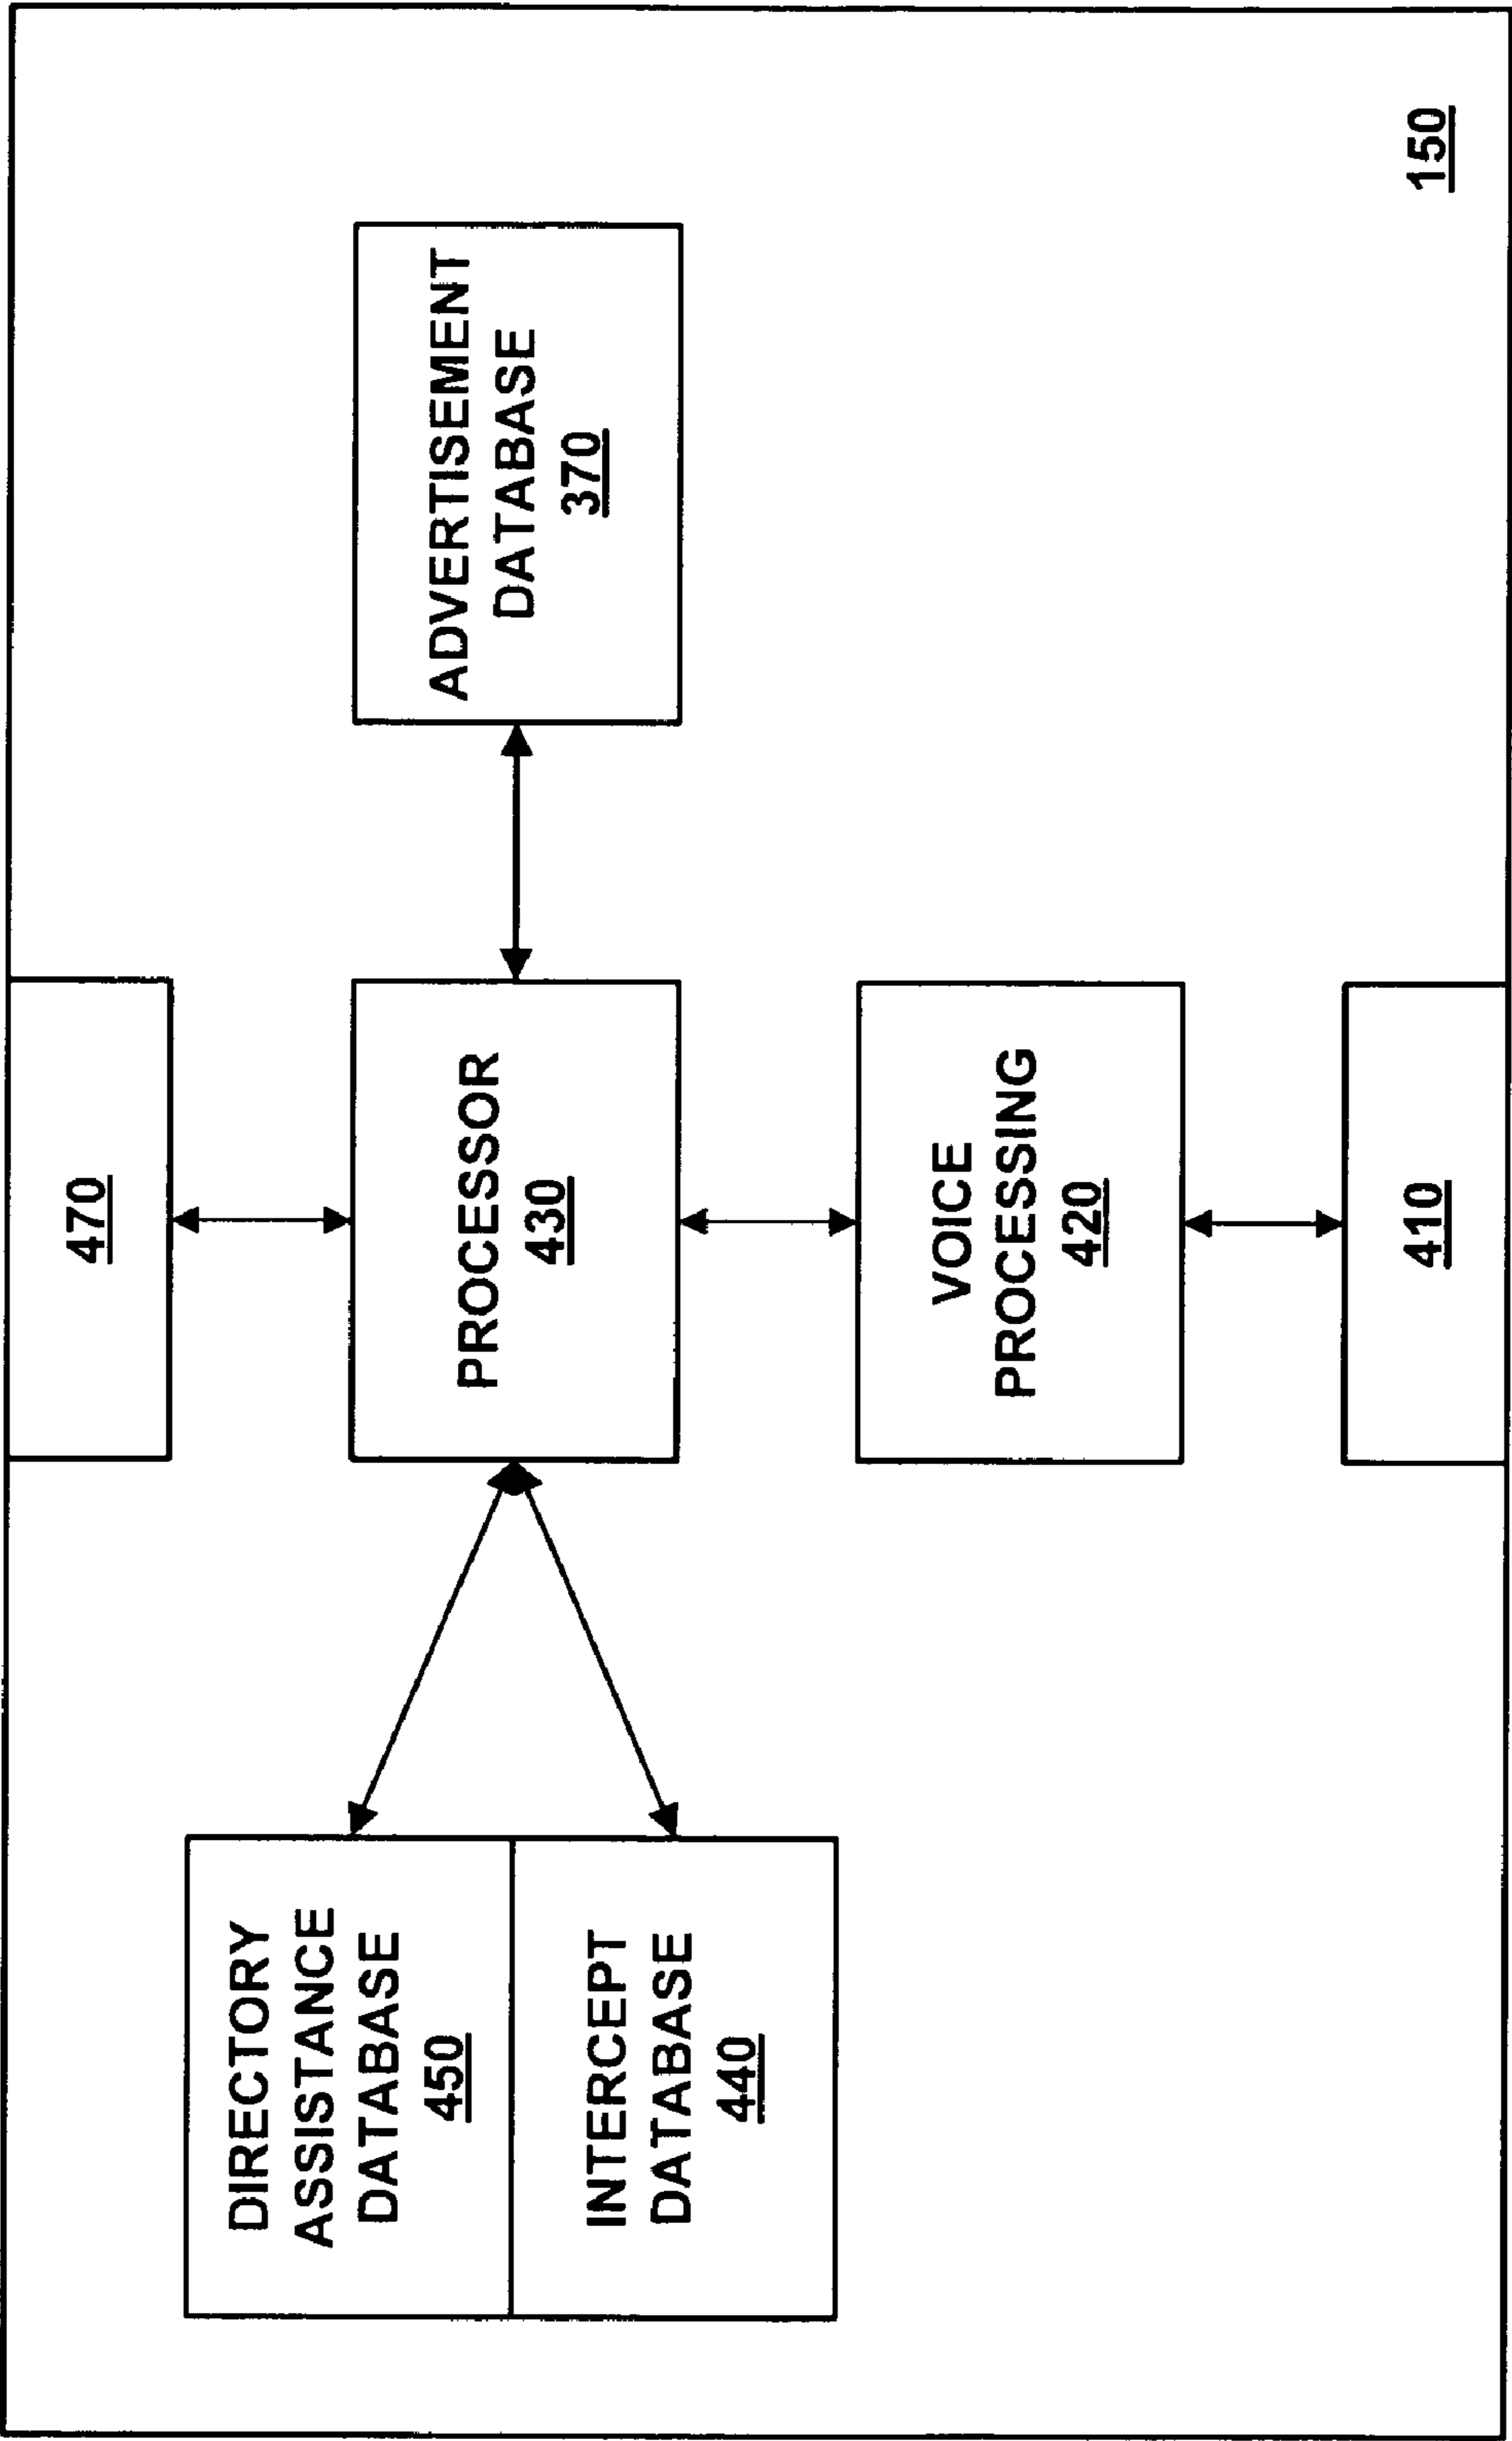 470
DIRECTORY
ASSISTANCE
DATABASE
450
INTERCEPT
DATABASE
440
PROCESSOR
430
ADVERTISEMENT
DATABASE
370
VOICE
PROCESSING
420
410
150